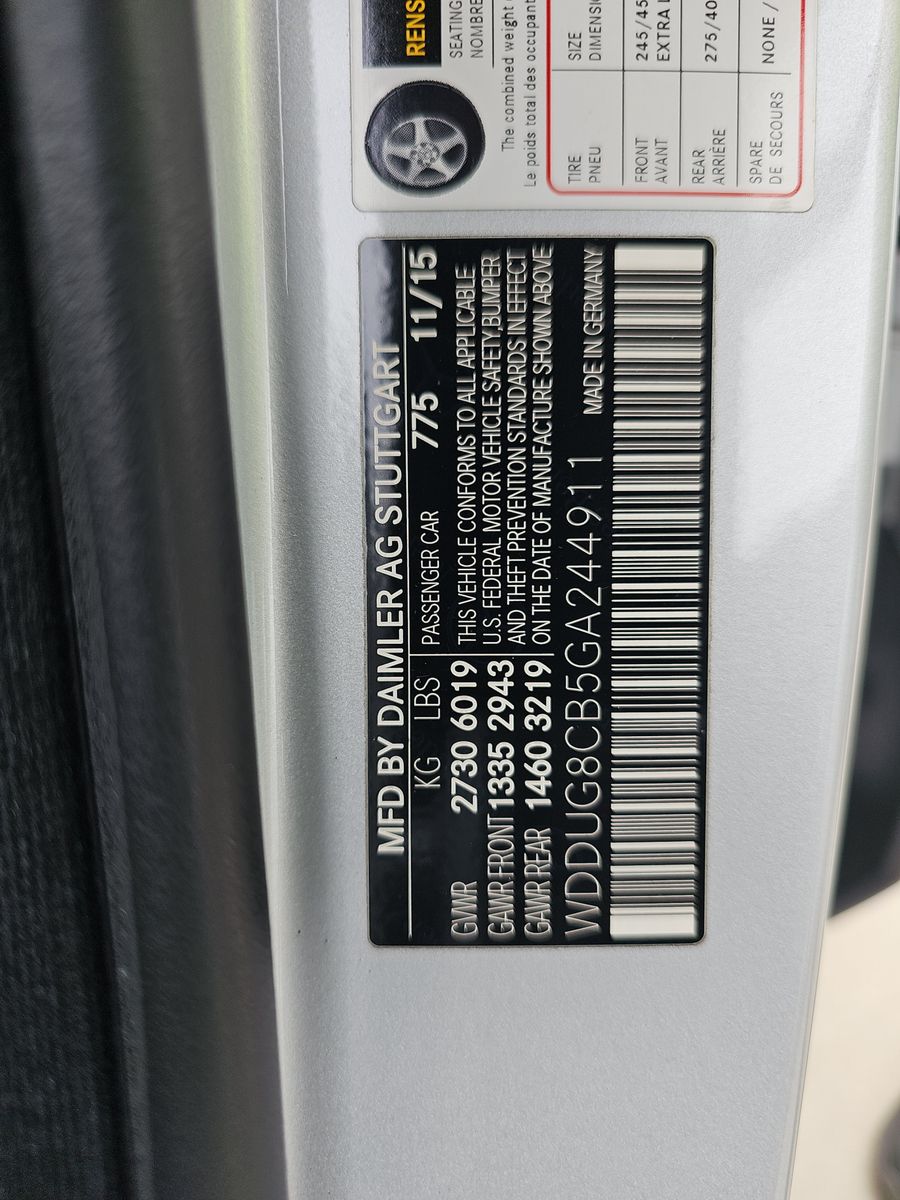 MFD BY DAIMLER AG STUTTGART
KG LBS PASSENGER CAR 775 11/15
GVWR 2730 6019
GAWR FRONT 1335 2943
GAWR REAR 1460 3219
THIS VEHICLE CONFORMS TO ALL APPLICABLE
U.S. FEDERAL MOTOR VEHICLE SAFETY,BUMPER
AND THEFT PREVENTION STANDARDS IN EFFECT
ON THE DATE OF MANUFACTURE SHOWN ABOVE
WDDUG8CB5GA244911 MADE IN GERMANY
SEATING
NOMBRE
The combined weight
Le poids total des occupant
TIRE SIZE
PNEU
FRONT 245/45
AVANT EXTRA
REAR 275/40
ARRIÈRE
SPARE NONE /
DE SECOURS